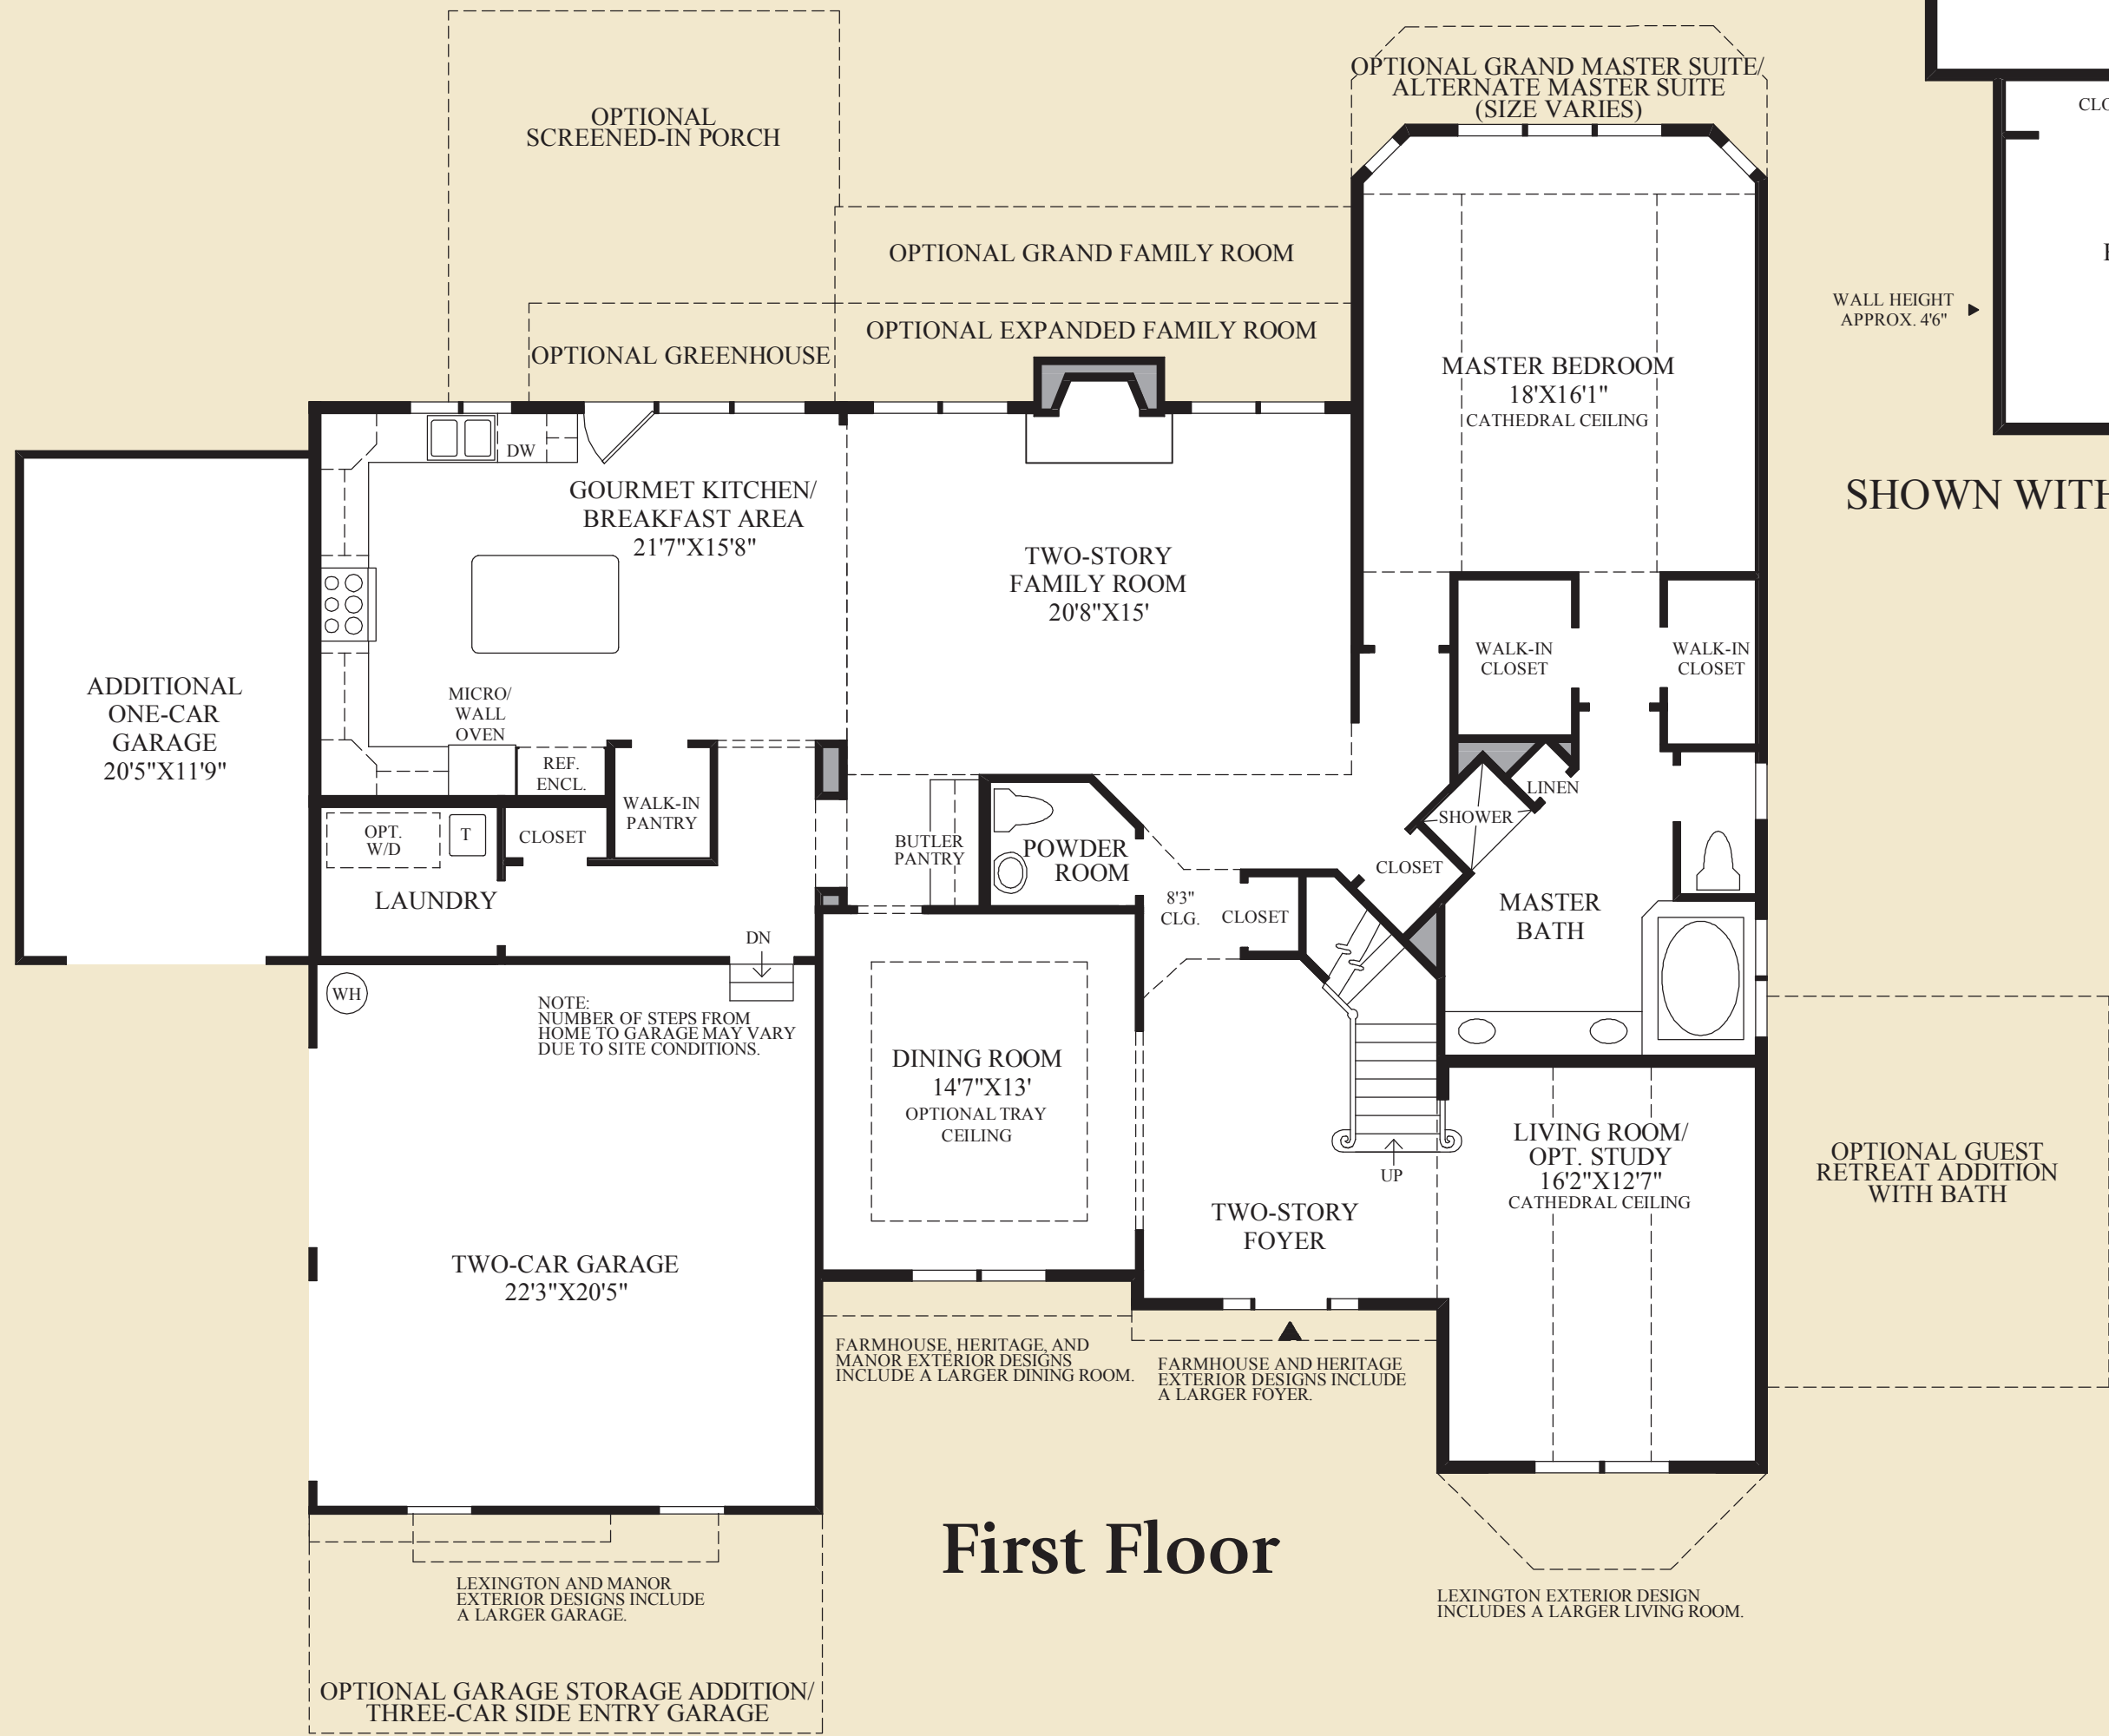 OPTIONAL
SCREENED-IN PORCH
OPTIONAL GRAND MASTER SUITE/
ALTERNATE MASTER SUITE
(SIZE VARIES)
OPTIONAL GRAND FAMILY ROOM
OPTIONAL EXPANDED FAMILY ROOM
OPTIONAL GREENHOUSE
WALL HEIGHT
APPROX. 4'6"
SHOWN WITH
MASTER BEDROOM
18'X16'1"
CATHEDRAL CEILING
DW
GOURMET KITCHEN/
BREAKFAST AREA
21'7"X15'8"
TWO-STORY
FAMILY ROOM
20'8"X15'
ADDITIONAL
ONE-CAR
GARAGE
20'5"X11'9"
MICRO/
WALL
OVEN
REF.
ENCL.
WALK-IN
PANTRY
WALK-IN
CLOSET
WALK-IN
CLOSET
LINEN
SHOWER
CLOSET
OPT.
W/D
T
CLOSET
LAUNDRY
BUTLER
PANTRY
POWDER
ROOM
8'3"
CLG.
CLOSET
MASTER
BATH
DN
WH
NOTE:
NUMBER OF STEPS FROM
HOME TO GARAGE MAY VARY
DUE TO SITE CONDITIONS.
DINING ROOM
14'7"X13'
OPTIONAL TRAY
CEILING
UP
LIVING ROOM/
OPT. STUDY
16'2"X12'7"
CATHEDRAL CEILING
OPTIONAL GUEST
RETREAT ADDITION
WITH BATH
TWO-STORY
FOYER
TWO-CAR GARAGE
22'3"X20'5"
FARMHOUSE, HERITAGE, AND
MANOR EXTERIOR DESIGNS
INCLUDE A LARGER DINING ROOM.
FARMHOUSE AND HERITAGE
EXTERIOR DESIGNS INCLUDE
A LARGER FOYER.
First Floor
LEXINGTON AND MANOR
EXTERIOR DESIGNS INCLUDE
A LARGER GARAGE.
LEXINGTON EXTERIOR DESIGN
INCLUDES A LARGER LIVING ROOM.
OPTIONAL GARAGE STORAGE ADDITION/
THREE-CAR SIDE ENTRY GARAGE